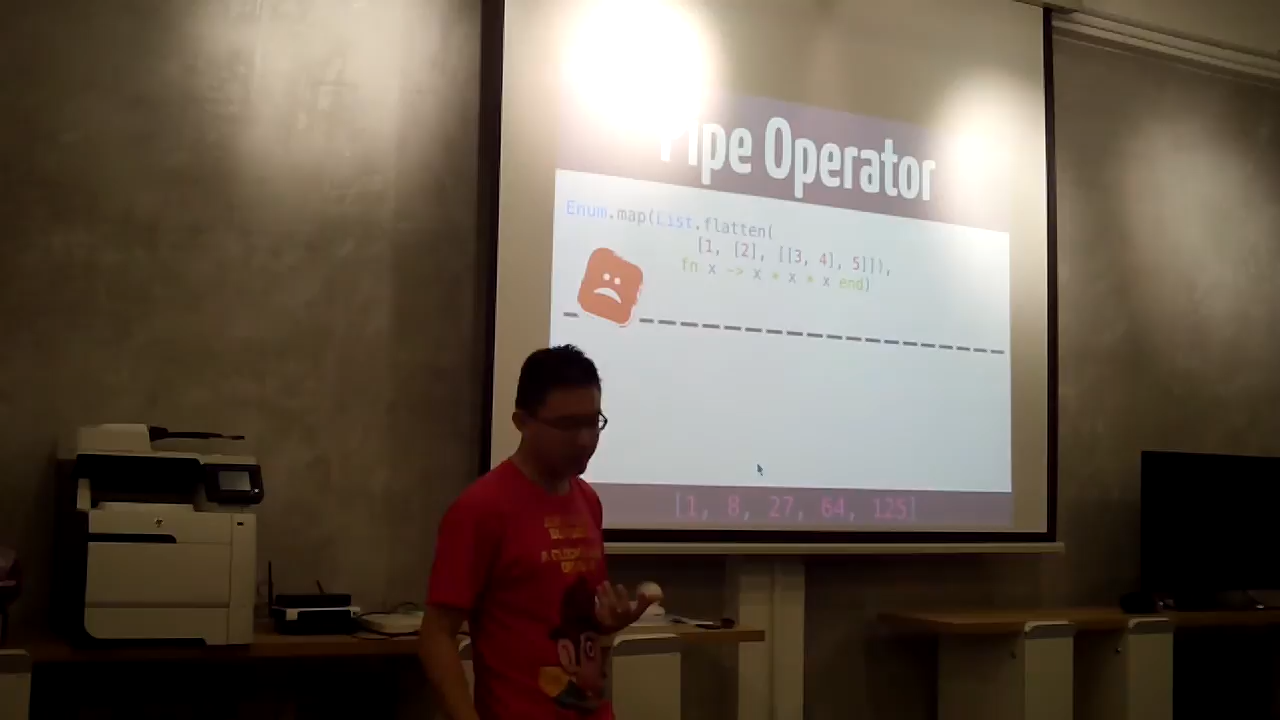 Pipe Operator
Enum.map(List.flatten(
[1, [2], [[3, 4], 5]]),
fn x -> x * x * x end)
[1, 8, 27, 64, 125]